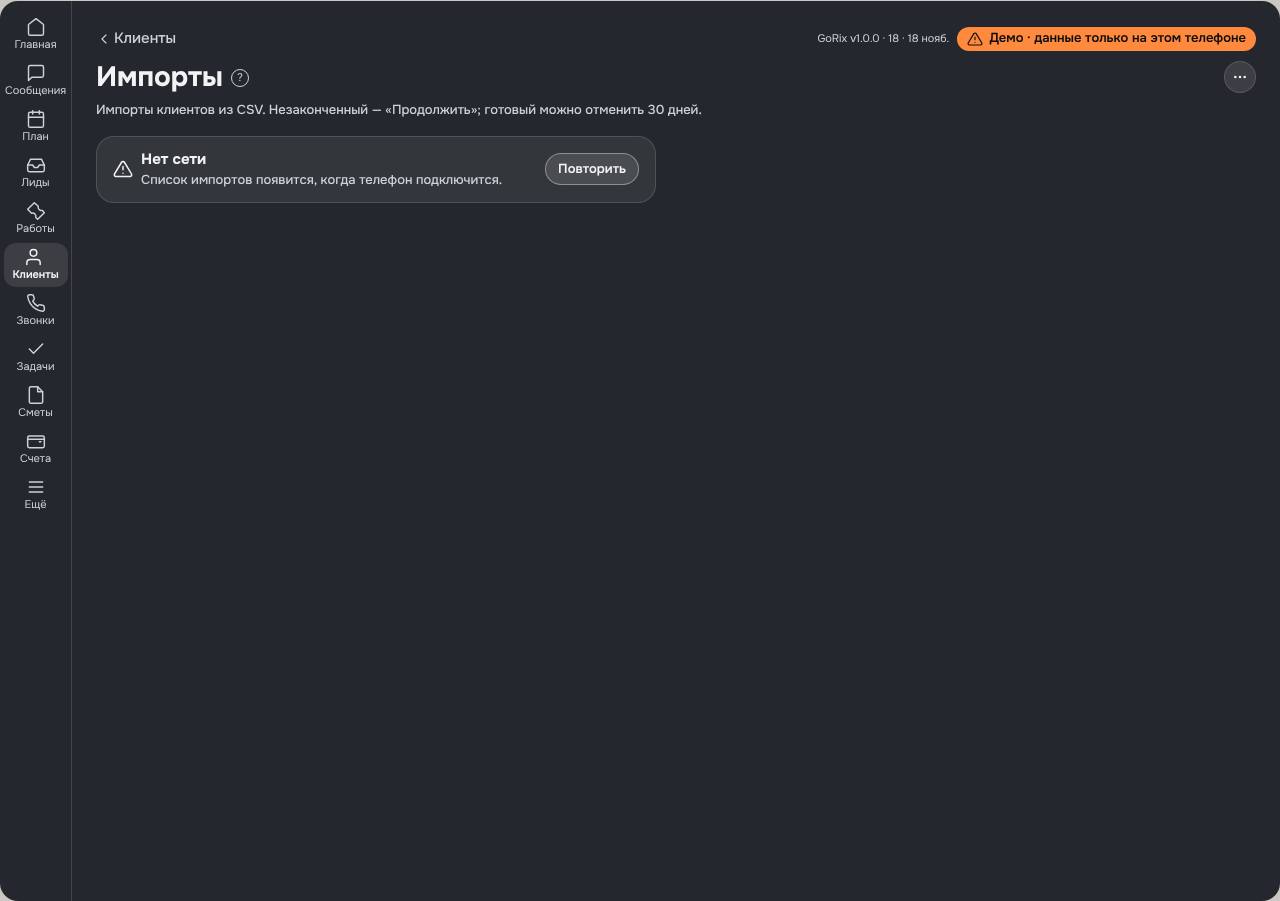 Главная
Сообщения
План
Лиды
Работы
Клиенты
Звонки
Задачи
Сметы
Счета
Ещё
Клиенты
GoRix v1.0.0 · 18 · 18 нояб.
Демо · данные только на этом телефоне
Импорты ?
Импорты клиентов из CSV. Незаконченный — «Продолжить»; готовый можно отменить 30 дней.
Нет сети
Список импортов появится, когда телефон подключится.
Повторить